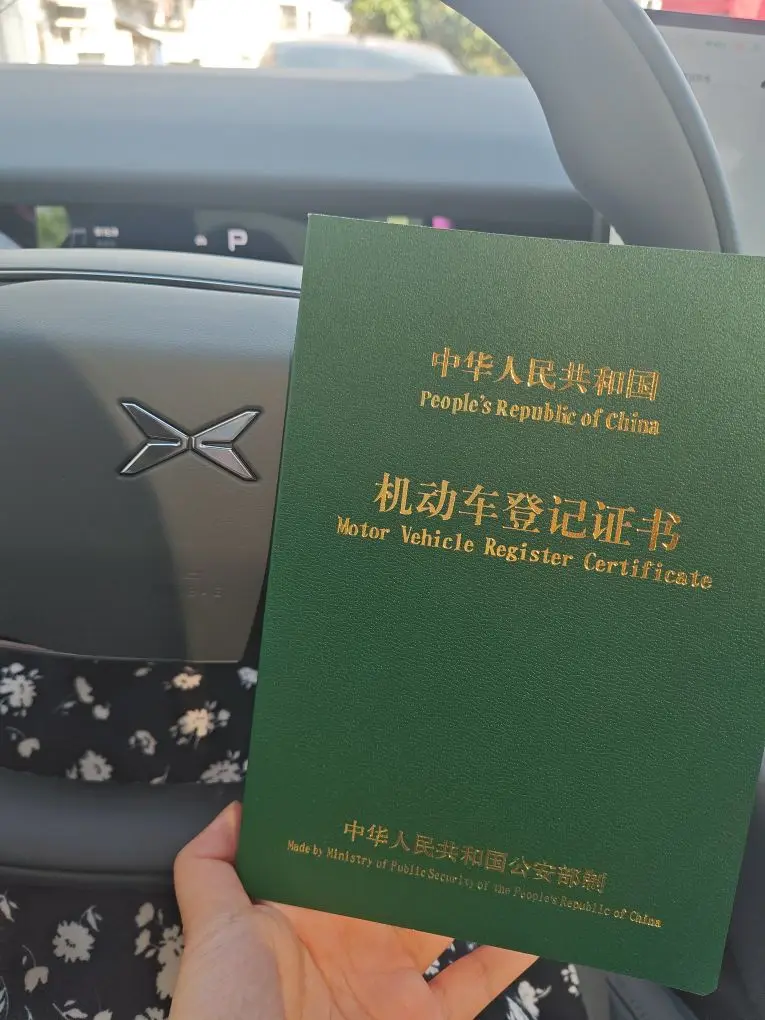 P
中华人民共和国
People's Republic of China
机动车登记证书
Motor Vehicle Register Certificate
中华人民共和国公安部制
Made by Ministry of Public Security of the People's Republic of China